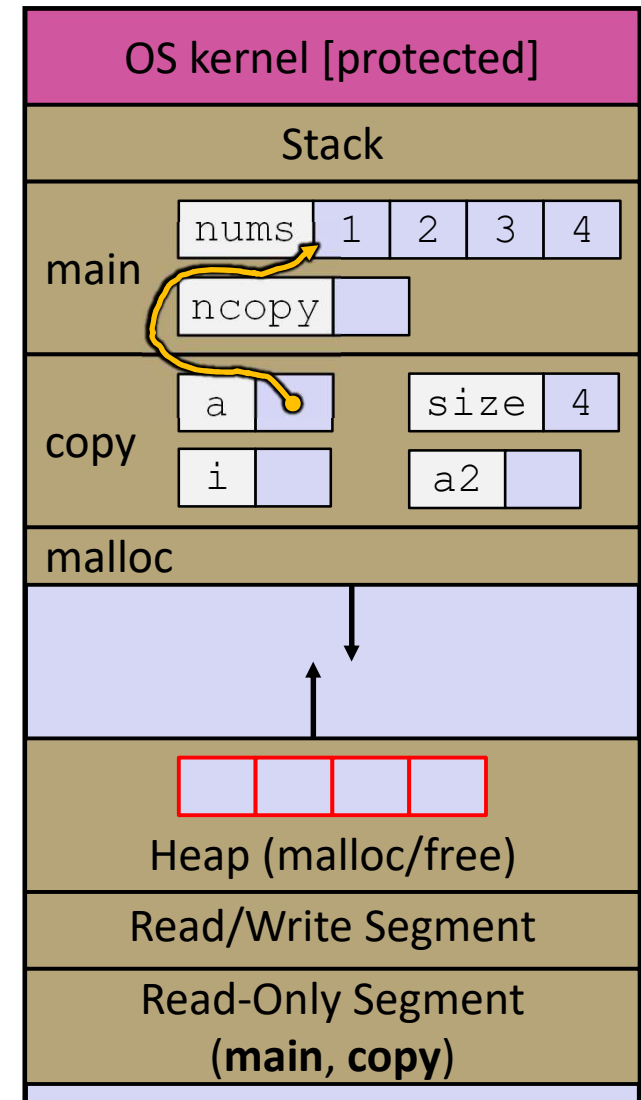 OS kernel [protected]
Stack
main
nums 1 2 3 4
ncopy
copy
a size 4
i a2
malloc
Heap (malloc/free)
Read/Write Segment
Read-Only Segment
(main, copy)